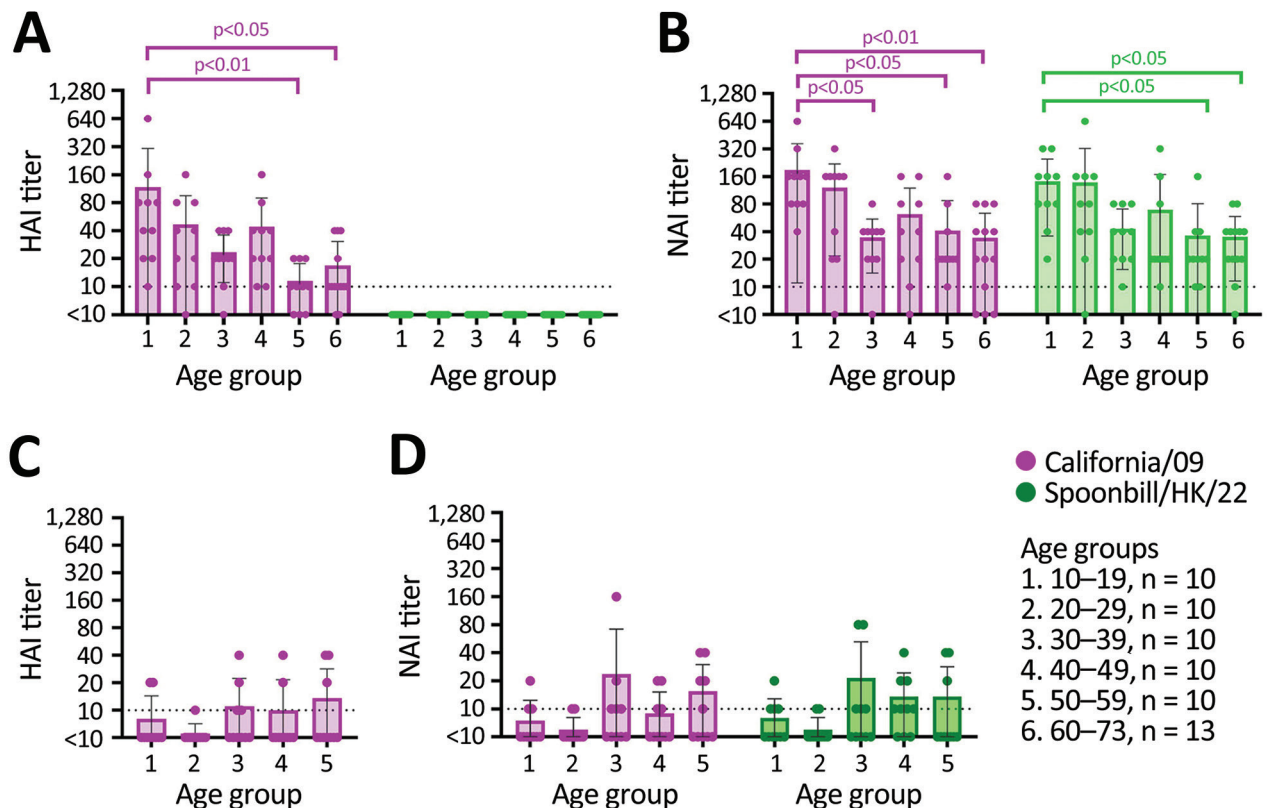 A
p<0.05
p<0.01
HAI titer
1,280
640
320
160
80
40
20
10
<10
1 2 3 4 5 6 1 2 3 4 5 6
Age group Age group
B
p<0.01
p<0.05
p<0.05
p<0.05
p<0.05
NAI titer
1,280
640
320
160
80
40
20
10
<10
1 2 3 4 5 6 1 2 3 4 5 6
Age group Age group
C
HAI titer
1,280
640
320
160
80
40
20
10
<10
1 2 3 4 5
Age group
D
NAI titer
1,280
640
320
160
80
40
20
10
<10
1 2 3 4 5 1 2 3 4 5
Age group Age group
California/09
Spoonbill/HK/22
Age groups
1. 10–19, n = 10
2. 20–29, n = 10
3. 30–39, n = 10
4. 40–49, n = 10
5. 50–59, n = 10
6. 60–73, n = 13